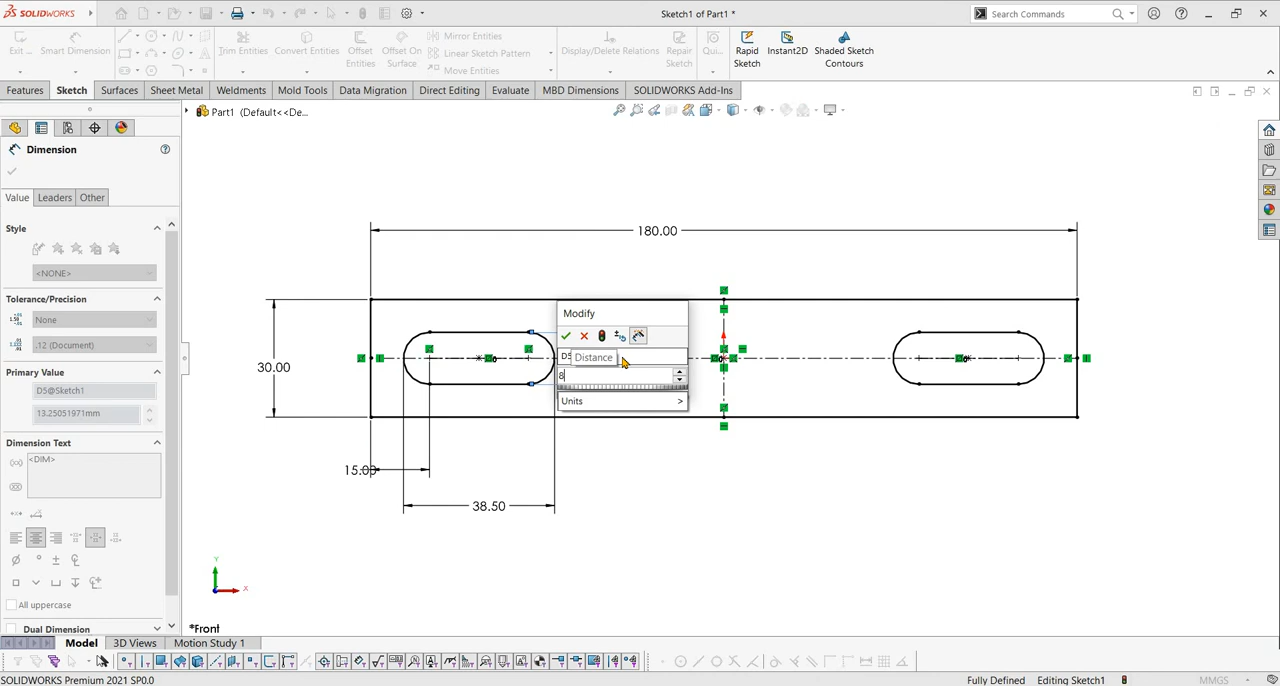 SOLIDWORKS
Sketch1 of Part1 *
Search Commands
Exit ...
Smart Dimension
Trim Entities
Convert Entities
Offset Entities
Offset On Surface
Mirror Entities
Linear Sketch Pattern
Move Entities
Display/Delete Relations
Repair Sketch
Qui...
Rapid Sketch
Instant2D
Shaded Sketch Contours
Features
Sketch
Surfaces
Sheet Metal
Weldments
Mold Tools
Data Migration
Direct Editing
Evaluate
MBD Dimensions
SOLIDWORKS Add-Ins
Part1 (Default<<De...
Dimension
Value
Leaders
Other
Style
<NONE>
Tolerance/Precision
None
.12 (Document)
Primary Value
D5@Sketch1
13.25051971mm
Dimension Text
<DIM>
All uppercase
Dual Dimension
180.00
30.00
15.00
38.50
Modify
D5
Distance
8
Units >
Y
X
*Front
Model
3D Views
Motion Study 1
SOLIDWORKS Premium 2021 SP0.0
Fully Defined
Editing Sketch1
MMGS